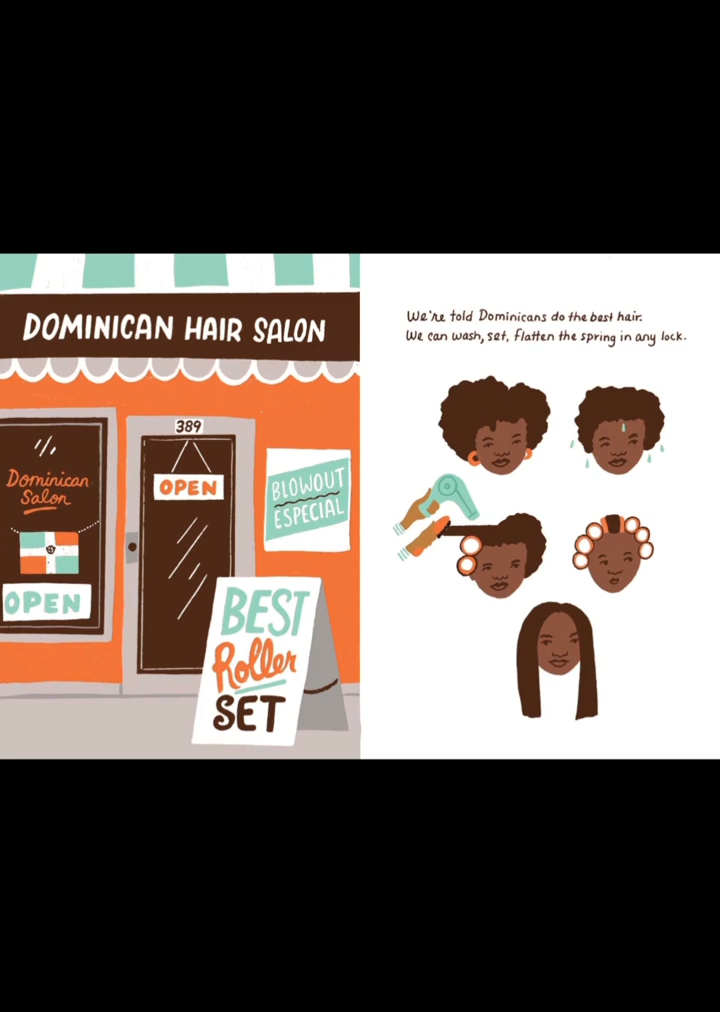 DOMINICAN HAIR SALON
389
OPEN
Dominican
Salon
OPEN
BLOWOUT
ESPECIAL
BEST
Roller
SET
We're told Dominicans do the best hair.
We can wash, set, flatten the spring in any lock.